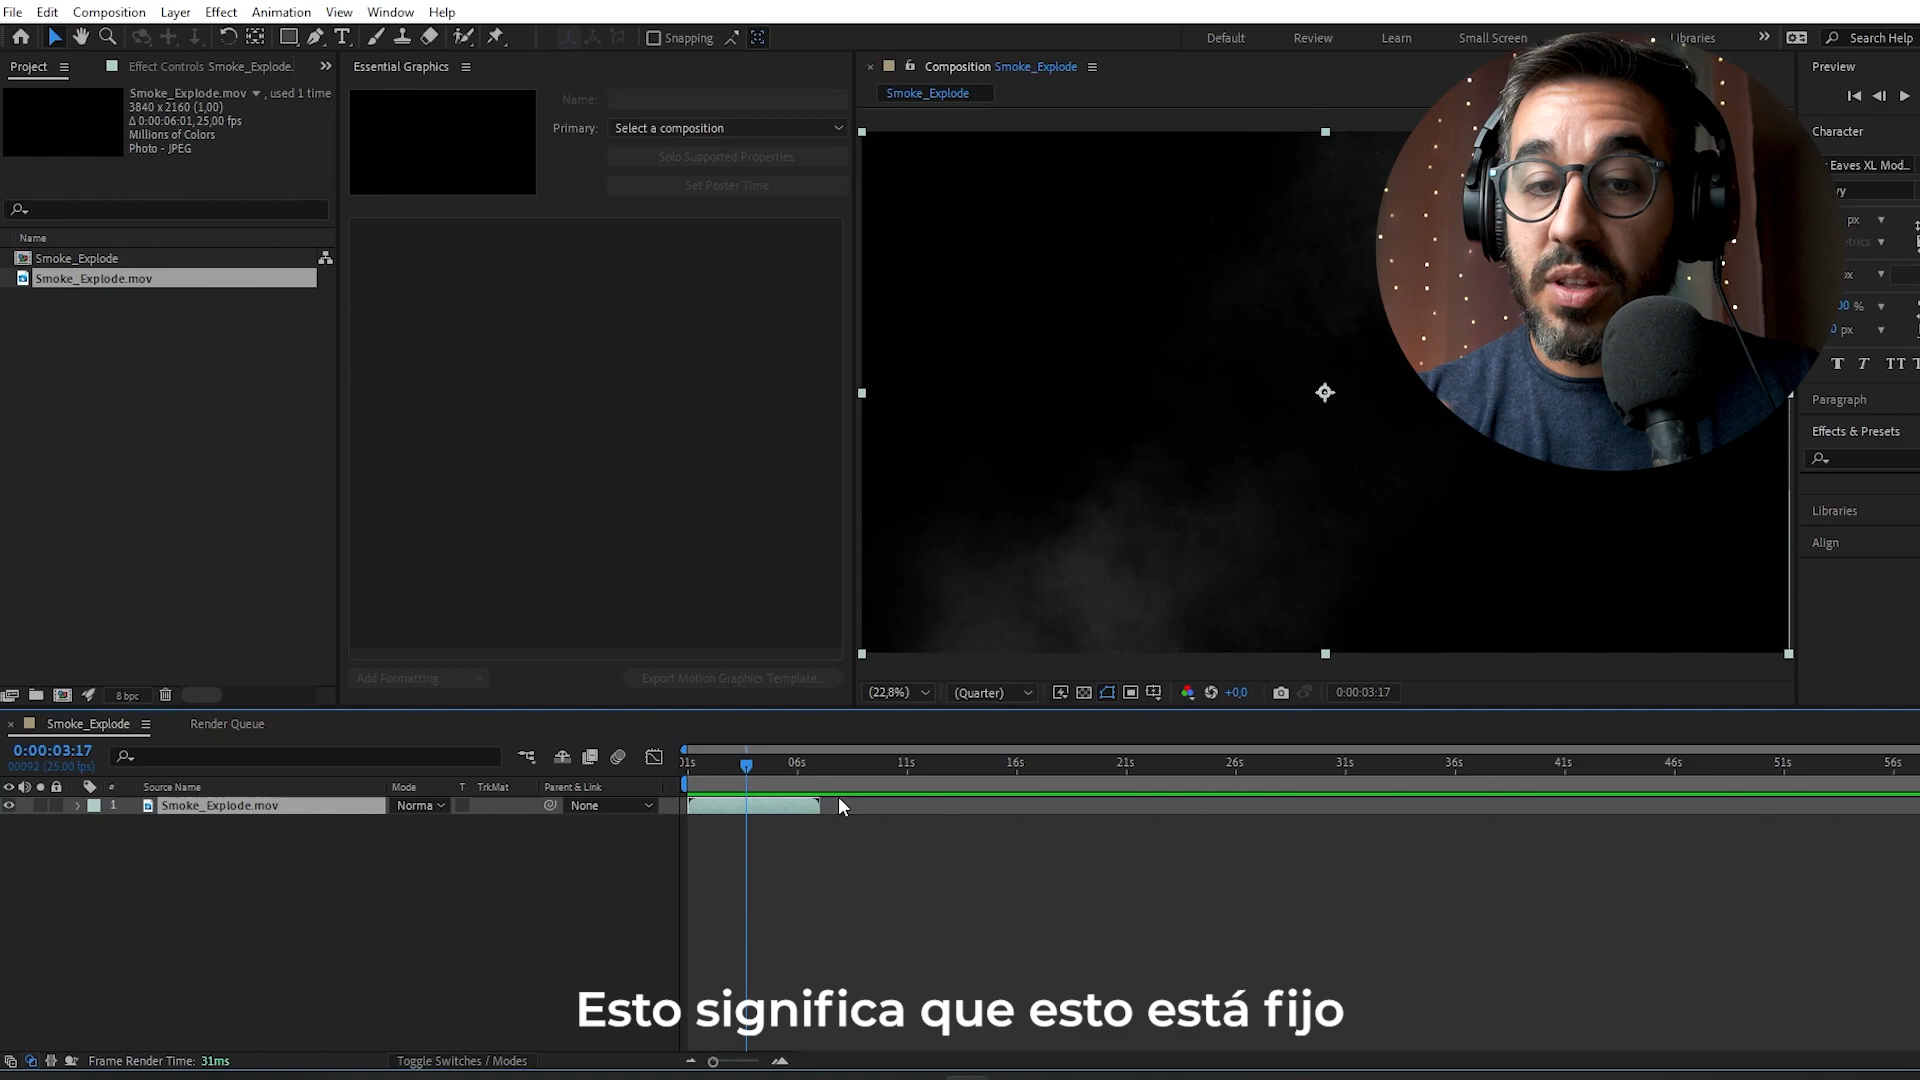 File Edit Composition Layer Effect Animation View Window Help
Snapping
Default Review Learn Small Screen Libraries
Search Help
Project
Effect Controls Smoke_Explode.
Smoke_Explode.mov , used 1 time
3840 x 2160 (1,00)
Δ 0:00:06:01, 25,00 fps
Millions of Colors
Photo - JPEG
Name
Smoke_Explode
Smoke_Explode.mov
8 bpc
Essential Graphics
Name:
Primary: Select a composition
Solo Supported Properties
Set Poster Time
Add Formatting
Export Motion Graphics Template...
Composition Smoke_Explode
Smoke_Explode
(22,8%) (Quarter) +0,0 0:00:03:17
Preview
Character
Eaves XL Mod...
px
px
T T TT
Paragraph
Effects & Presets
Libraries
Align
Smoke_Explode
Render Queue
0:00:03:17
00092 (25.00 fps)
# Source Name Mode T TrkMat Parent & Link
1 Smoke_Explode.mov Norma None
01s 06s 11s 16s 21s 26s 31s 36s 41s 46s 51s 56s
Esto significa que esto está fijo
Frame Render Time: 31ms
Toggle Switches / Modes